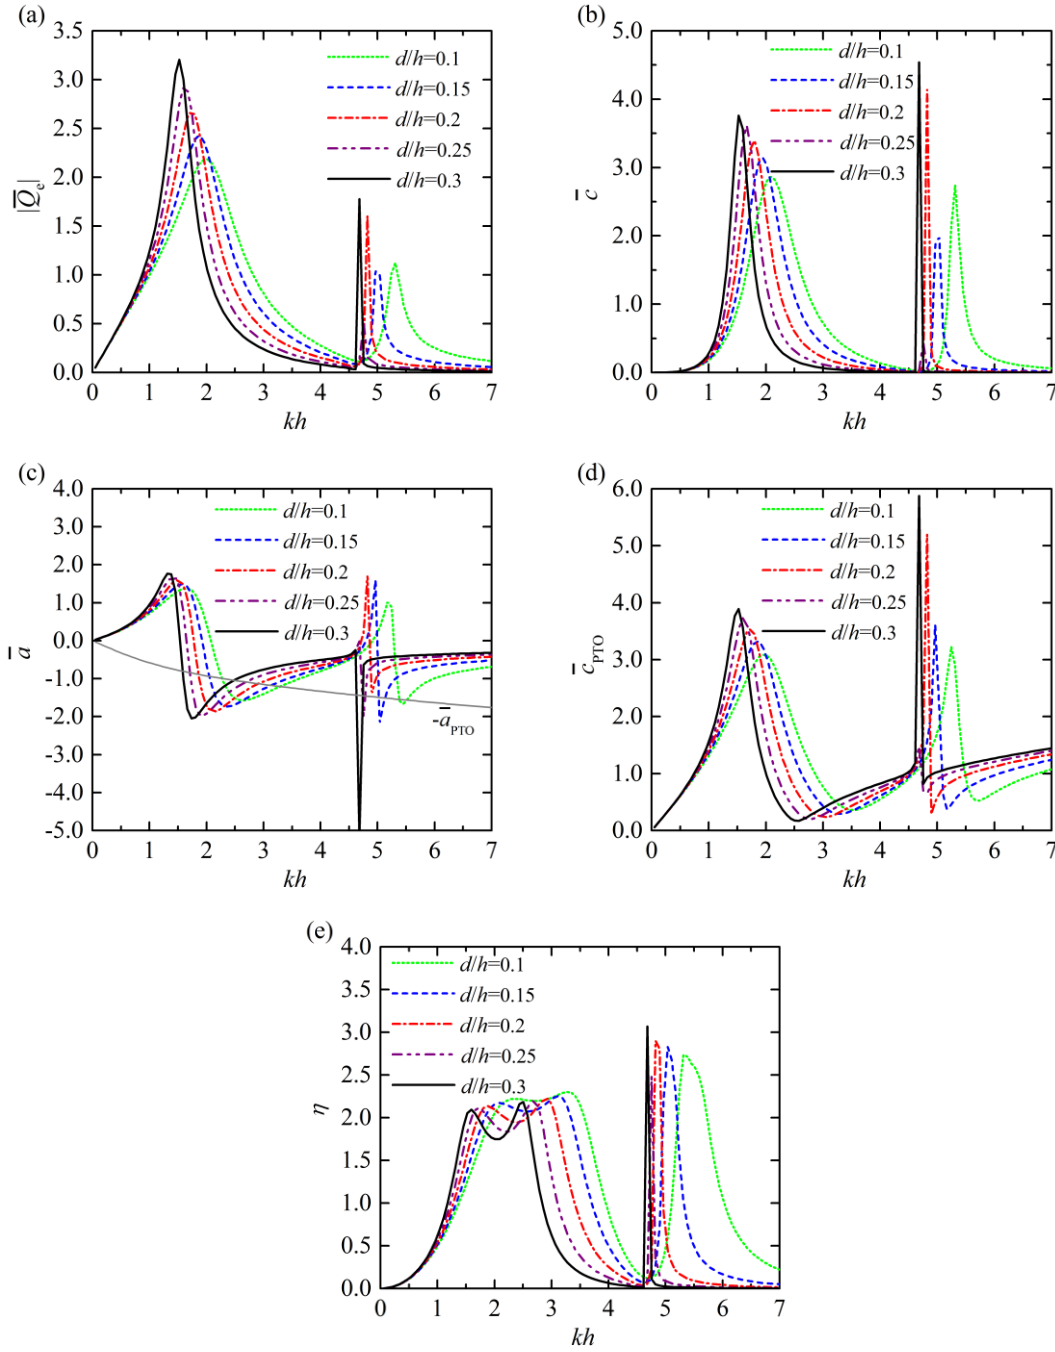 (a)
3.5
3.0
2.5
2.0
1.5
1.0
0.5
0.0
0 1 2 3 4 5 6 7
|Q̅e|
kh
d/h=0.1
d/h=0.15
d/h=0.2
d/h=0.25
d/h=0.3
(b)
5.0
4.0
3.0
2.0
1.0
0.0
0 1 2 3 4 5 6 7
c̅
kh
d/h=0.1
d/h=0.15
d/h=0.2
d/h=0.25
d/h=0.3
(c)
4.0
3.0
2.0
1.0
0.0
-1.0
-2.0
-3.0
-4.0
-5.0
0 1 2 3 4 5 6 7
a̅
kh
d/h=0.1
d/h=0.15
d/h=0.2
d/h=0.25
d/h=0.3
-a̅PTO
(d)
6.0
5.0
4.0
3.0
2.0
1.0
0.0
0 1 2 3 4 5 6 7
c̅PTO
kh
d/h=0.1
d/h=0.15
d/h=0.2
d/h=0.25
d/h=0.3
(e)
4.0
3.5
3.0
2.5
2.0
1.5
1.0
0.5
0.0
0 1 2 3 4 5 6 7
η
kh
d/h=0.1
d/h=0.15
d/h=0.2
d/h=0.25
d/h=0.3